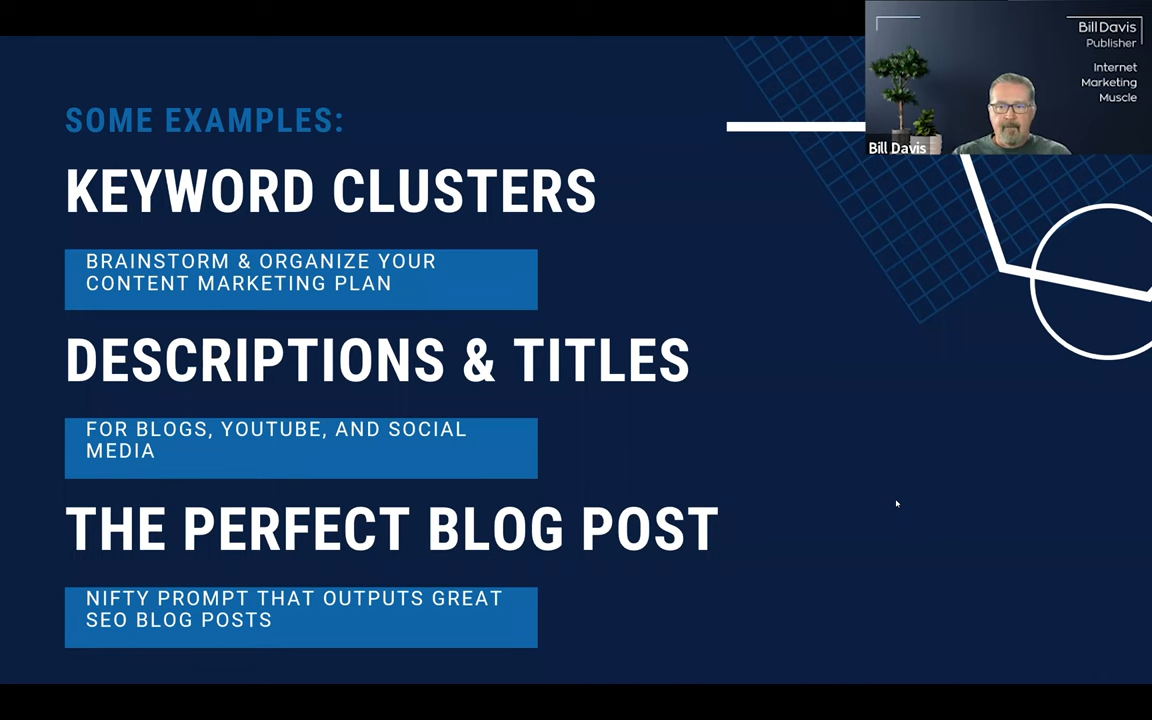 SOME EXAMPLES:
KEYWORD CLUSTERS
BRAINSTORM & ORGANIZE YOUR
CONTENT MARKETING PLAN
DESCRIPTIONS & TITLES
FOR BLOGS, YOUTUBE, AND SOCIAL
MEDIA
THE PERFECT BLOG POST
NIFTY PROMPT THAT OUTPUTS GREAT
SEO BLOG POSTS
Bill Davis
Publisher
Internet
Marketing
Muscle
Bill Davis